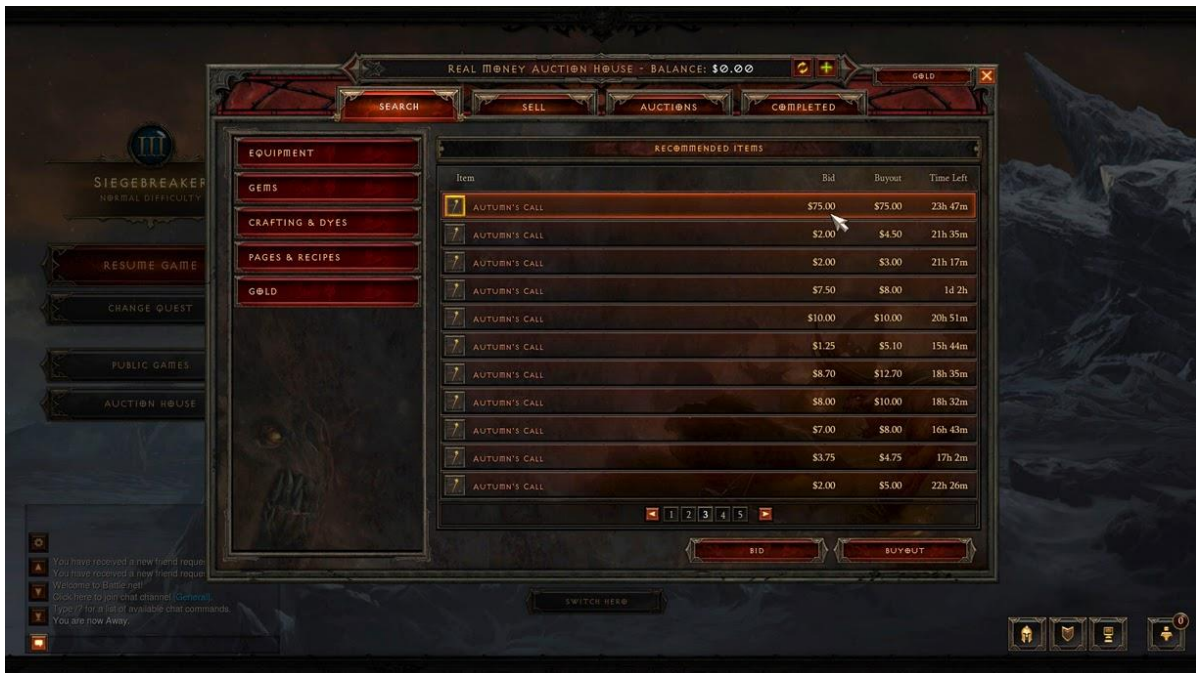 REAL MONEY AUCTION HOUSE - BALANCE: $0.00
GOLD
SEARCH
SELL
AUCTIONS
COMPLETED
III
SIEGEBREAKER
NORMAL DIFFICULTY
RESUME GAME
CHANGE QUEST
PUBLIC GAMES
AUCTION HOUSE
EQUIPMENT
GEMS
CRAFTING & DYES
PAGES & RECIPES
GOLD
RECOMMENDED ITEMS
Item Bid Buyout Time Left
AUTUMN'S CALL $75.00 $75.00 23h 47m
AUTUMN'S CALL $2.00 $4.50 21h 35m
AUTUMN'S CALL $2.00 $3.00 21h 17m
AUTUMN'S CALL $7.50 $8.00 1d 2h
AUTUMN'S CALL $10.00 $10.00 20h 51m
AUTUMN'S CALL $1.25 $5.10 15h 44m
AUTUMN'S CALL $8.70 $12.70 18h 35m
AUTUMN'S CALL $8.00 $10.00 18h 32m
AUTUMN'S CALL $7.00 $8.00 16h 43m
AUTUMN'S CALL $3.75 $4.75 17h 2m
AUTUMN'S CALL $2.00 $5.00 22h 26m
1 2 3 4 5
BID
BUYOUT
SWITCH HERO
You have received a new friend reque
You have received a new friend reque
Welcome to Battle.net!
Click here to join chat channel [General].
Type /? for a list of available chat commands.
You are now Away.
0